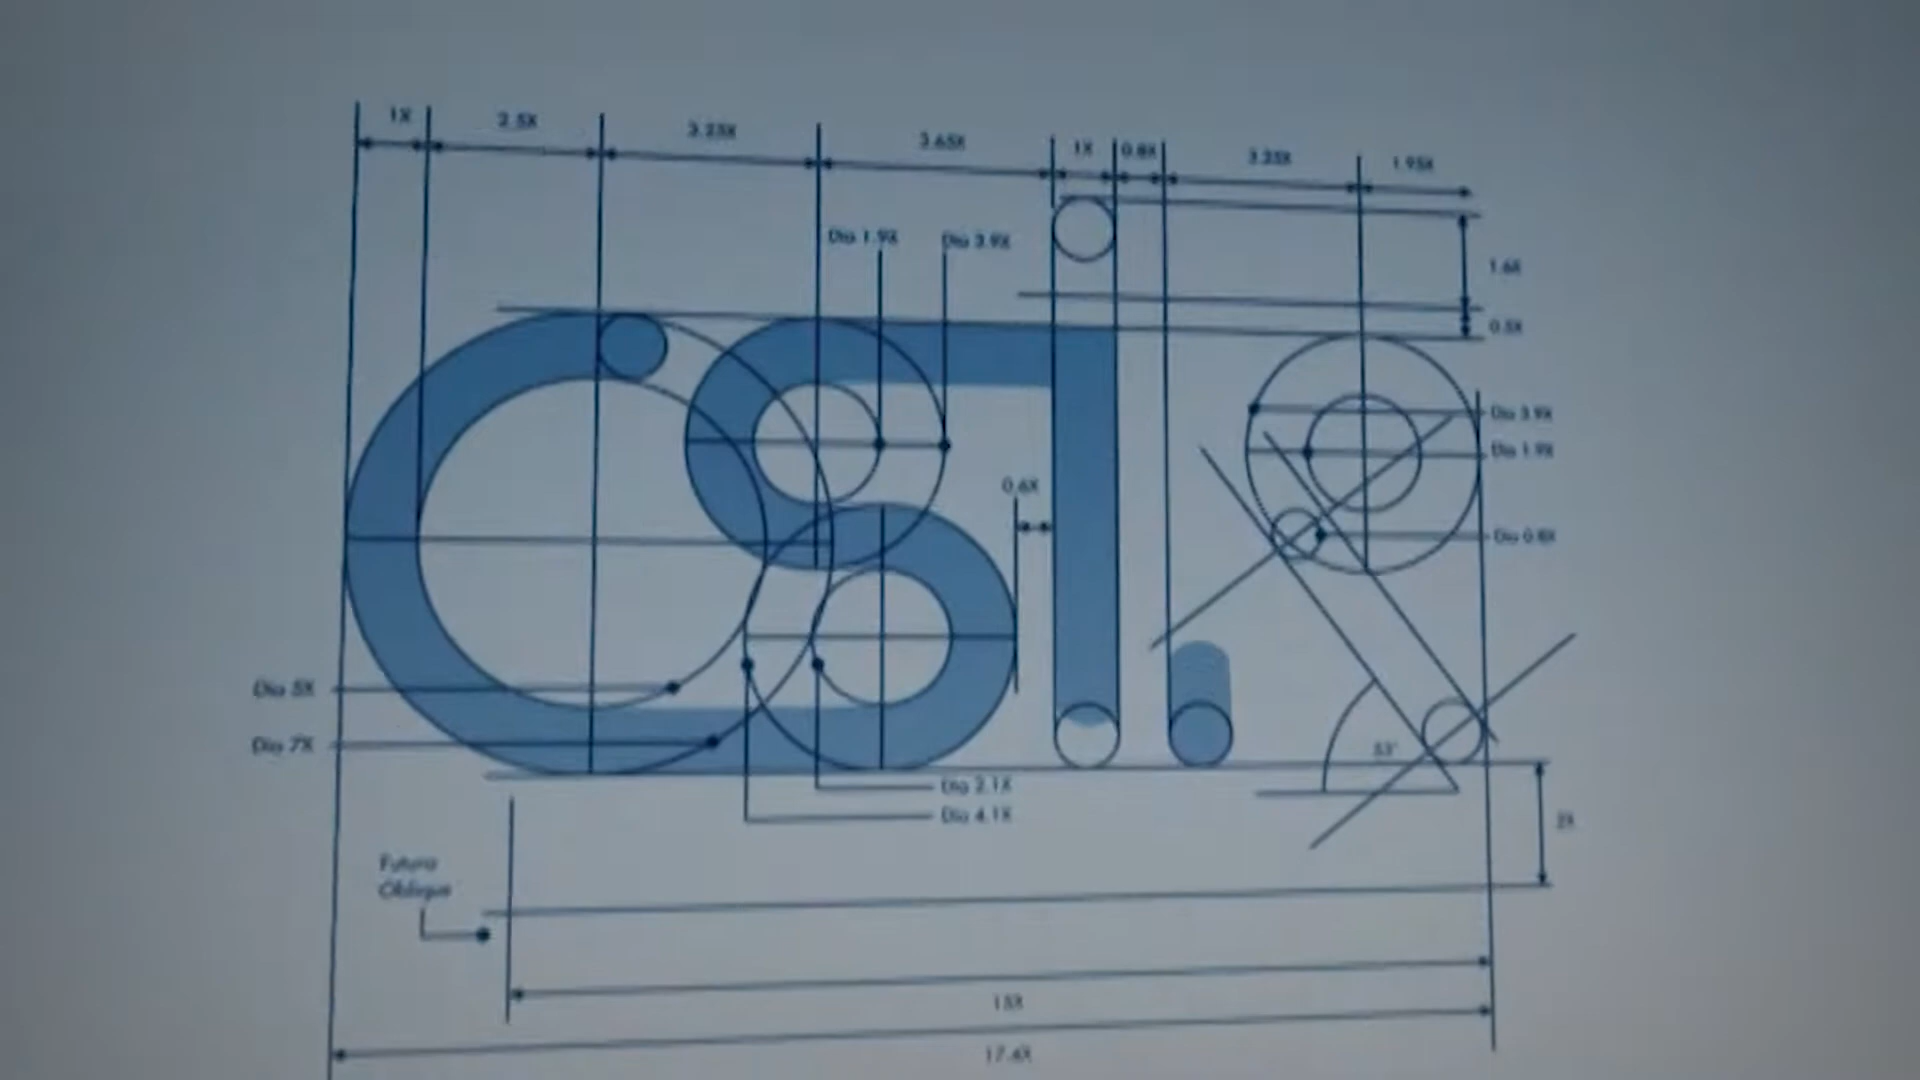 1X
2.5X
3.25X
3.65X
1X
0.8X
3.25X
1.95X
Dia 1.9X
Dia 3.9X
1.6X
0.5X
Dia 3.9X
Dia 1.9X
0.6X
Dia 0.8X
Dia 5X
Dia 7X
53°
Dia 2.1X
Dia 4.1X
2X
Futura
Oblique
15X
17.4X